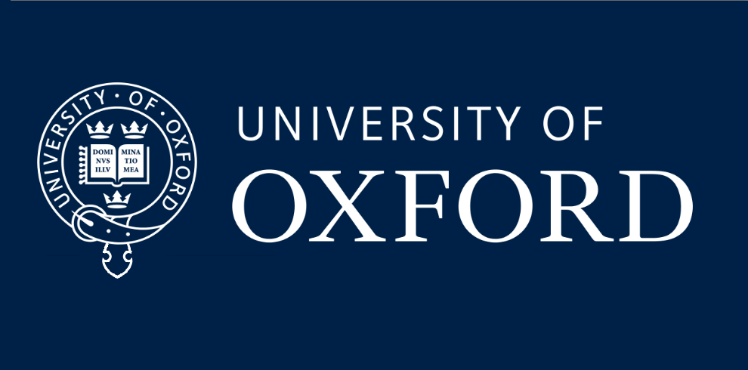 UNIVERSITY · OF · OXFORD
DOMI MINA
NVS TIO
ILLV MEA
UNIVERSITY OF
OXFORD